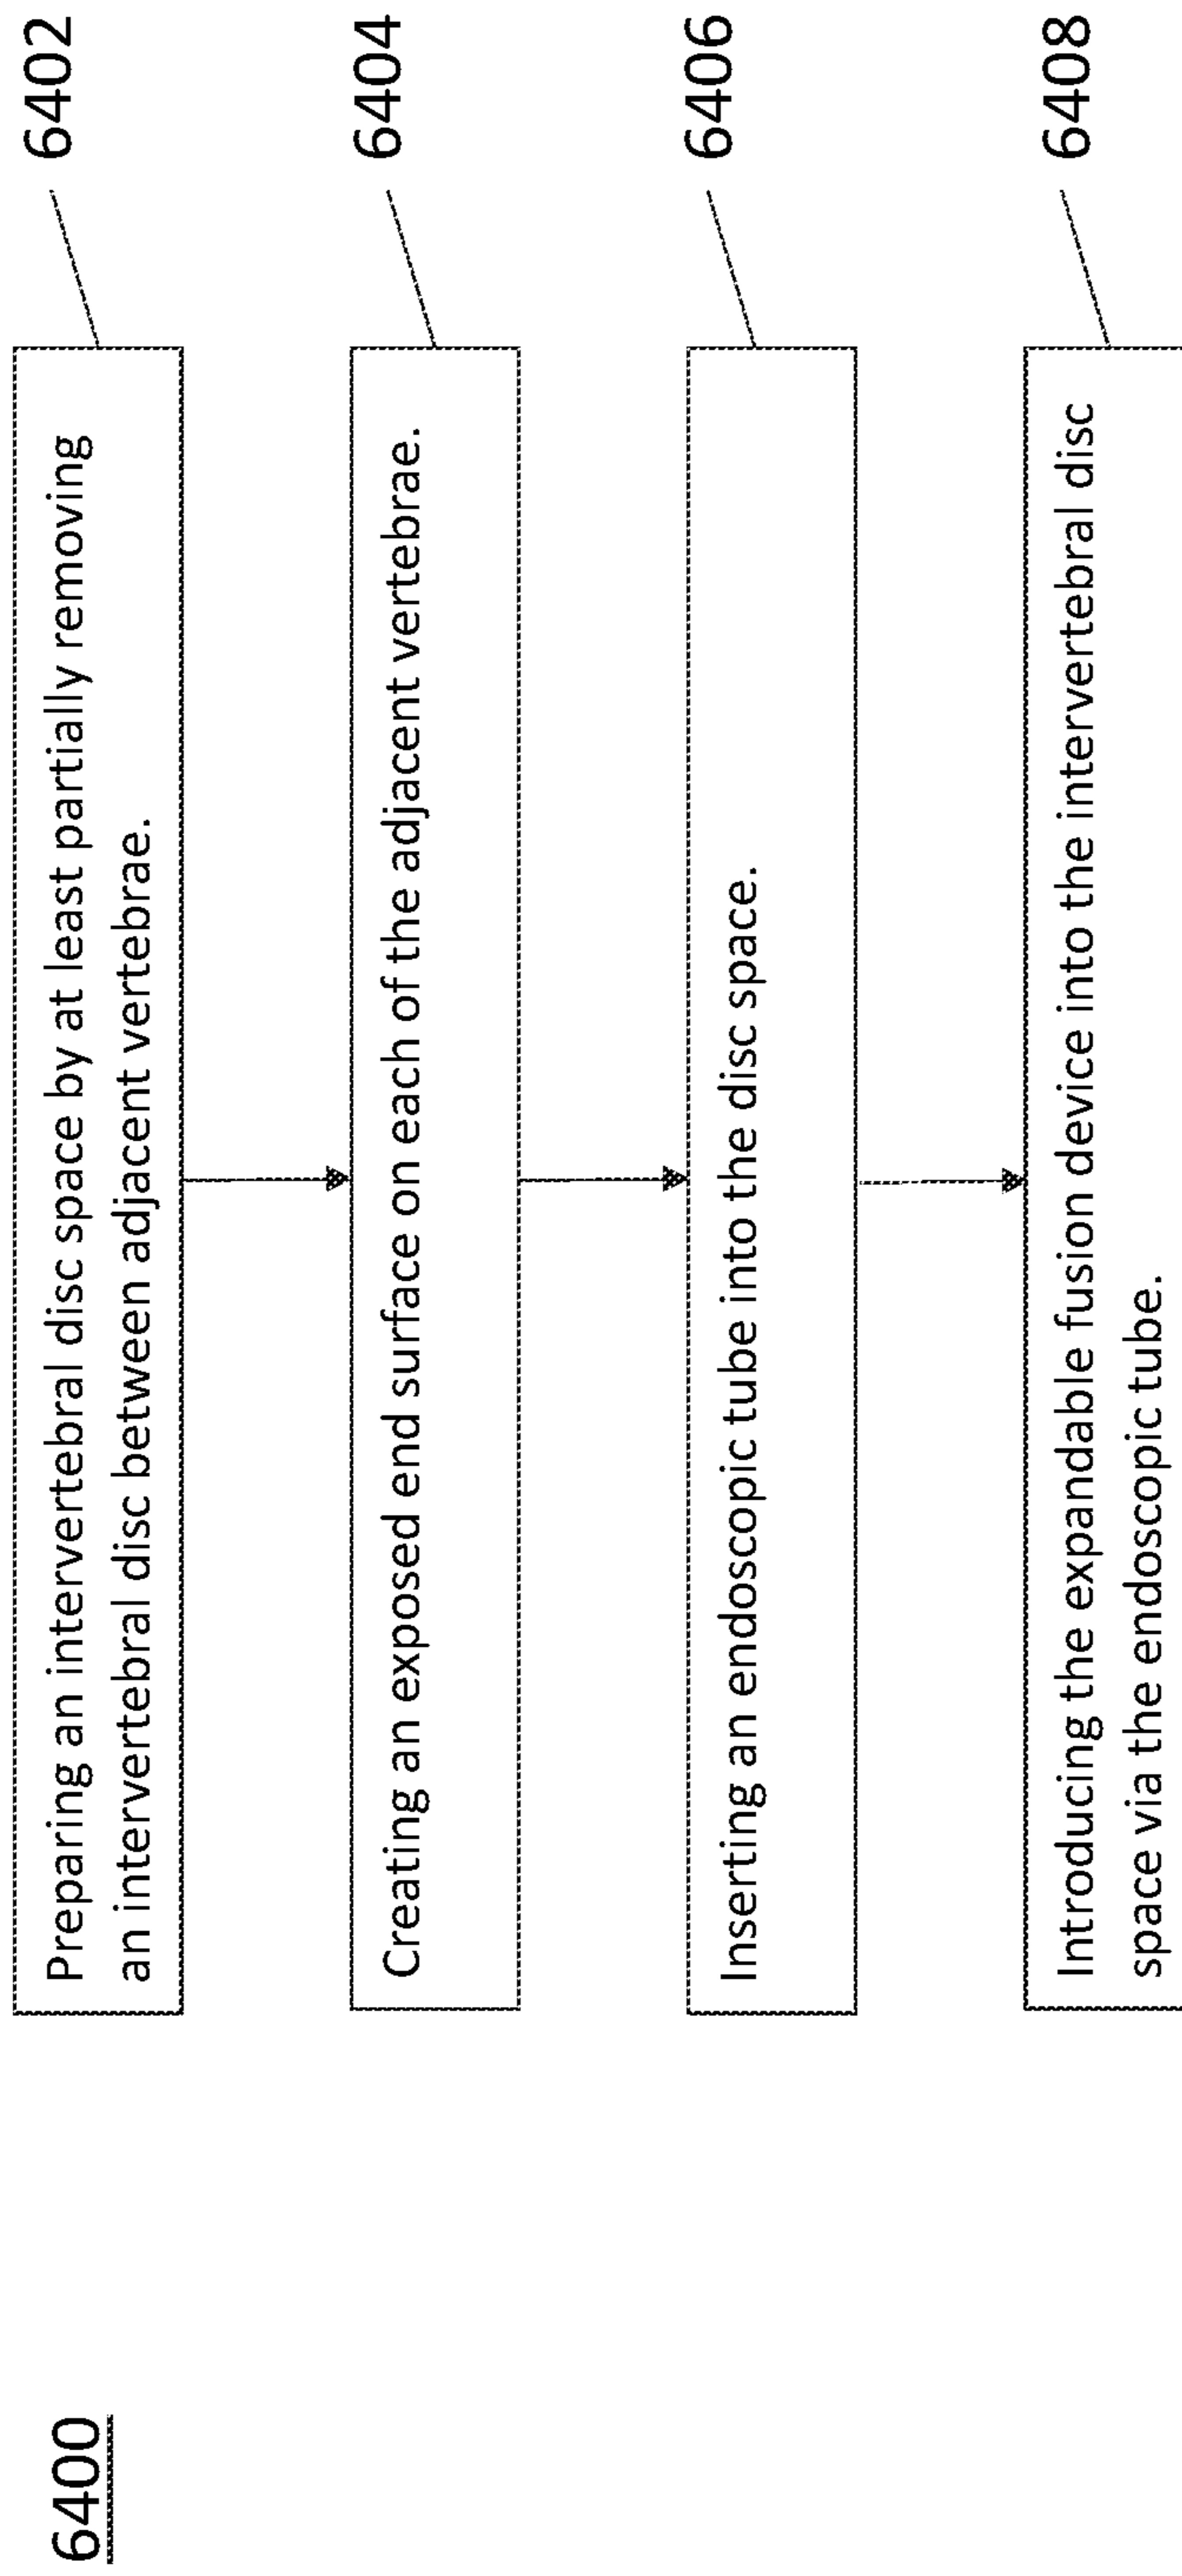 6400
Preparing an intervertebral disc space by at least partially removing
an intervertebral disc between adjacent vertebrae.
6402
Creating an exposed end surface on each of the adjacent vertebrae.
6404
Inserting an endoscopic tube into the disc space.
6406
Introducing the expandable fusion device into the intervertebral disc
space via the endoscopic tube.
6408